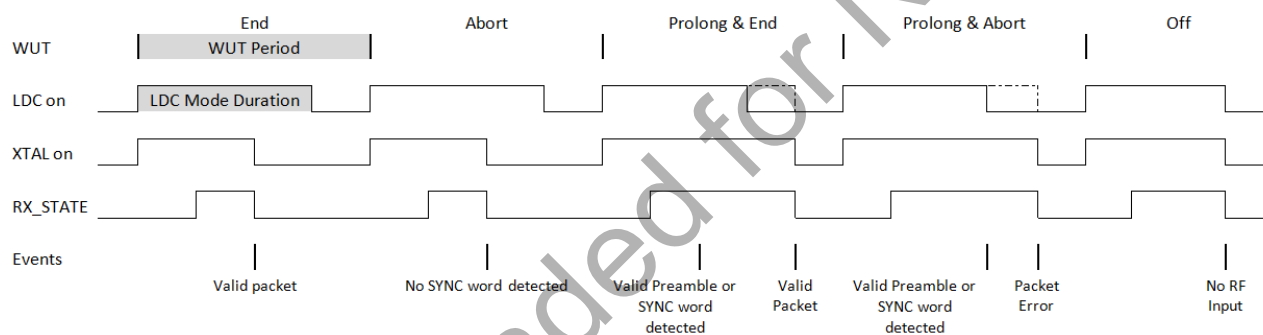 End Abort Prolong & End Prolong & Abort Off
WUT WUT Period
LDC on LDC Mode Duration
XTAL on
RX_STATE
Events
Valid packet No SYNC word detected Valid Preamble or Valid Valid Preamble or Packet No RF
SYNC word Packet SYNC word Error Input
detected detected
ded for